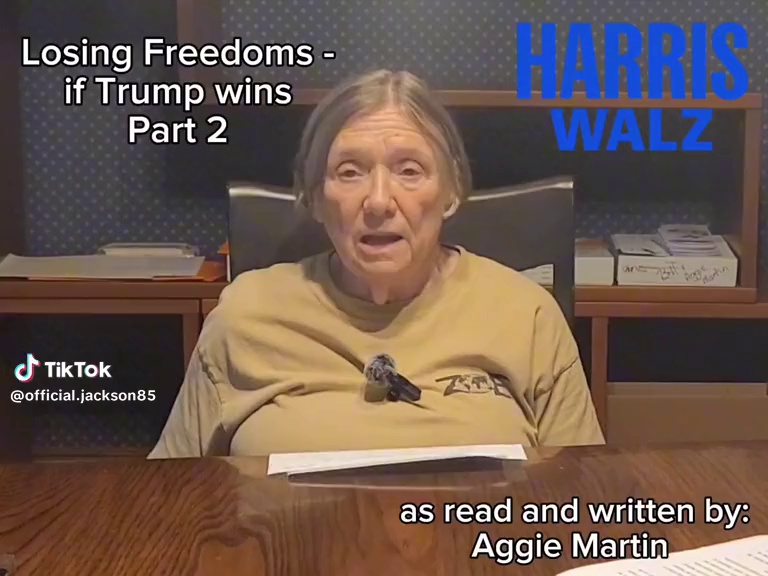 Losing Freedoms -
if Trump wins
Part 2
HARRIS
WALZ
TikTok
@official.jackson85
as read and written by:
Aggie Martin